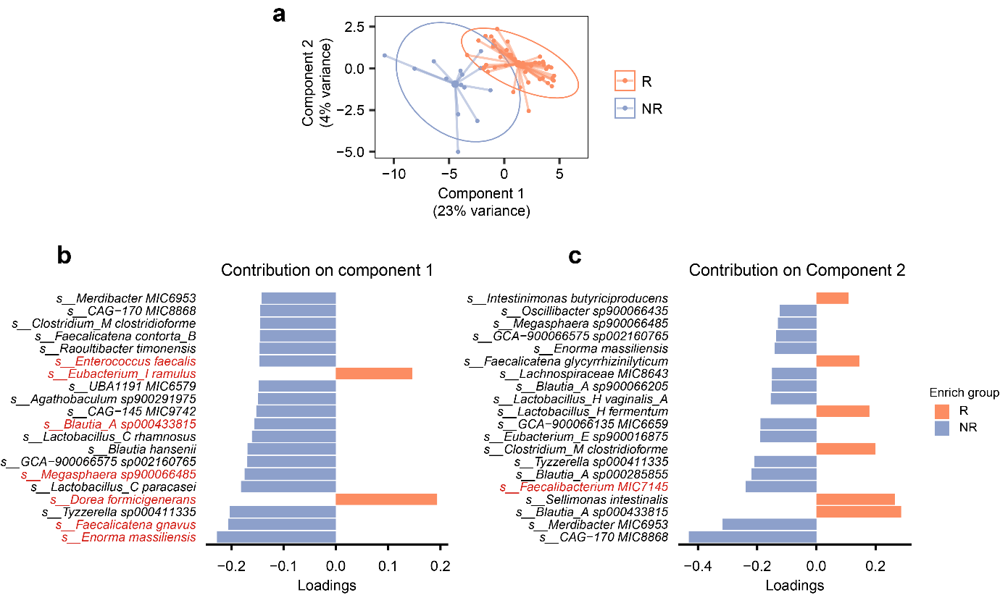 a
Component 2
(4% variance)
2.5
0.0
−2.5
−5.0
−10
−5
0
5
Component 1
(23% variance)
R
NR
b
Contribution on component 1
s__Merdibacter MIC6953
s__CAG−170 MIC8868
s__Clostridium_M clostridioforme
s__Faecalicatena contorta_B
s__Raoultibacter timonensis
s__Enterococcus faecalis
s__Eubacterium_I ramulus
s__UBA1191 MIC6579
s__Agathobaculum sp900291975
s__CAG−145 MIC9742
s__Blautia_A sp000433815
s__Lactobacillus_C rhamnosus
s__Blautia hansenii
s__GCA−900066575 sp002160765
s__Megasphaera sp900066485
s__Lactobacillus_C paracasei
s__Dorea formicigenerans
s__Tyzzerella sp000411335
s__Faecalicatena gnavus
s__Enorma massiliensis
−0.2
−0.1
0.0
0.1
0.2
Loadings
c
Contribution on Component 2
s__Intestinimonas butyriciproducens
s__Oscillibacter sp900066435
s__Megasphaera sp900066485
s__GCA−900066575 sp002160765
s__Enorma massiliensis
s__Faecalicatena glycyrrhizinilyticum
s__Lachnospiraceae MIC8643
s__Blautia_A sp900066205
s__Lactobacillus_H vaginalis_A
s__Lactobacillus_H fermentum
s__GCA−900066135 MIC6659
s__Eubacterium_E sp900016875
s__Clostridium_M clostridioforme
s__Tyzzerella sp000411335
s__Blautia_A sp000285855
s__Faecalibacterium MIC7145
s__Sellimonas intestinalis
s__Blautia_A sp000433815
s__Merdibacter MIC6953
s__CAG−170 MIC8868
−0.4
−0.2
0.0
0.2
Loadings
Enrich group
R
NR